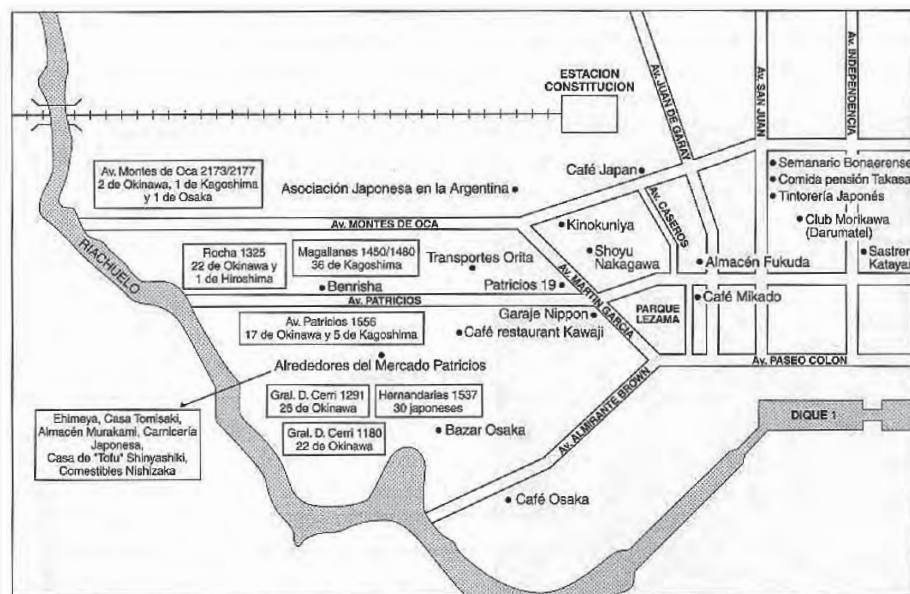 ESTACION
CONSTITUCION
Av. JUAN DE GARAY
Av. SAN JUAN
Av. INDEPENDENCIA
Av. Montes de Oca 2173/2177
2 de Okinawa, 1 de Kagoshima
y 1 de Osaka
Asociación Japonesa en la Argentina
Café Japan
Semanario Bonaerense
Comida pensión Takasa
Tintorería Japonés
Club Morikawa
(Darumatei)
Sastrer
Katayam
Av. MONTES DE OCA
Av. CASEROS
Kinokuniya
Shoyu
Nakagawa
Almacén Fukuda
RIACHUELO
Rocha 1325
22 de Okinawa y
1 de Hiroshima
Magallanes 1450/1480
36 de Kagoshima
Transportes Orita
Benrisha
Patricios 19
Av. MARTIN GARCIA
Av. PATRICIOS
Café Mikado
Garaje Nippon
PARQUE
LEZAMA
Av. Patricios 1556
17 de Okinawa y 5 de Kagoshima
Café restaurant Kawaji
Av. PASEO COLON
Alrededores del Mercado Patricios
Gral. D. Cerri 1291
25 de Okinawa
Hernandarias 1537
30 japoneses
Av. ALMIRANTE BROWN
DIQUE 1
Ehimeya, Casa Tomisaki,
Almacén Murakami, Carnicería
Japonesa,
Casa de "Tofu" Shinyashiki,
Comestibles Nishizaka
Gral. D. Cerri 1180
22 de Okinawa
Bazar Osaka
Café Osaka